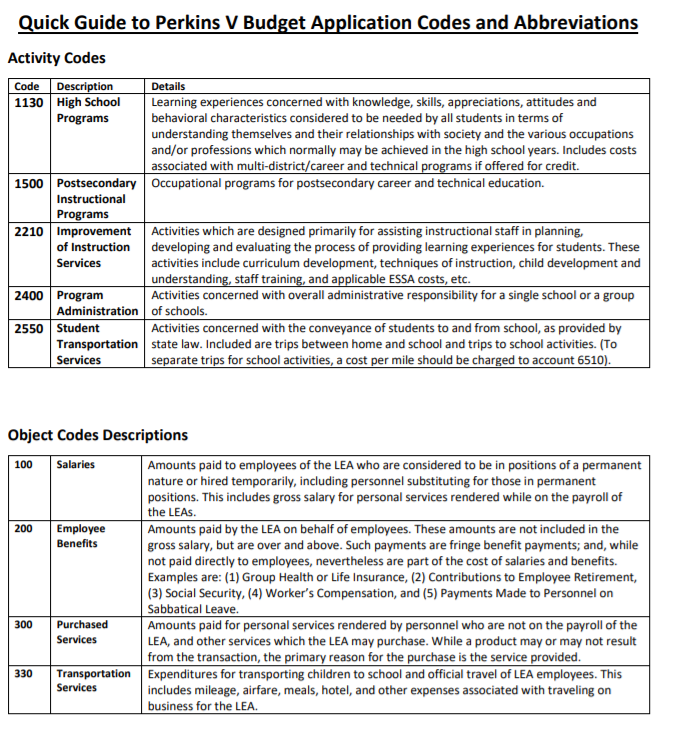 Quick Guide to Perkins V Budget Application Codes and Abbreviations
Activity Codes
Code Description Details
1130 High School Programs
Learning experiences concerned with knowledge, skills, appreciations, attitudes and
behavioral characteristics considered to be needed by all students in terms of
understanding themselves and their relationships with society and the various occupations
and/or professions which normally may be achieved in the high school years. Includes costs
associated with multi-district/career and technical programs if offered for credit.
1500 Postsecondary Instructional Programs
Occupational programs for postsecondary career and technical education.
2210 Improvement of Instruction Services
Activities which are designed primarily for assisting instructional staff in planning,
developing and evaluating the process of providing learning experiences for students. These
activities include curriculum development, techniques of instruction, child development and
understanding, staff training, and applicable ESSA costs, etc.
2400 Program Administration
Activities concerned with overall administrative responsibility for a single school or a group
of schools.
2550 Student Transportation Services
Activities concerned with the conveyance of students to and from school, as provided by
state law. Included are trips between home and school and trips to school activities. (To
separate trips for school activities, a cost per mile should be charged to account 6510).
Object Codes Descriptions
100 Salaries
Amounts paid to employees of the LEA who are considered to be in positions of a permanent
nature or hired temporarily, including personnel substituting for those in permanent
positions. This includes gross salary for personal services rendered while on the payroll of
the LEAs.
200 Employee Benefits
Amounts paid by the LEA on behalf of employees. These amounts are not included in the
gross salary, but are over and above. Such payments are fringe benefit payments; and, while
not paid directly to employees, nevertheless are part of the cost of salaries and benefits.
Examples are: (1) Group Health or Life Insurance, (2) Contributions to Employee Retirement,
(3) Social Security, (4) Worker's Compensation, and (5) Payments Made to Personnel on
Sabbatical Leave.
300 Purchased Services
Amounts paid for personal services rendered by personnel who are not on the payroll of the
LEA, and other services which the LEA may purchase. While a product may or may not result
from the transaction, the primary reason for the purchase is the service provided.
330 Transportation Services
Expenditures for transporting children to school and official travel of LEA employees. This
includes mileage, airfare, meals, hotel, and other expenses associated with traveling on
business for the LEA.